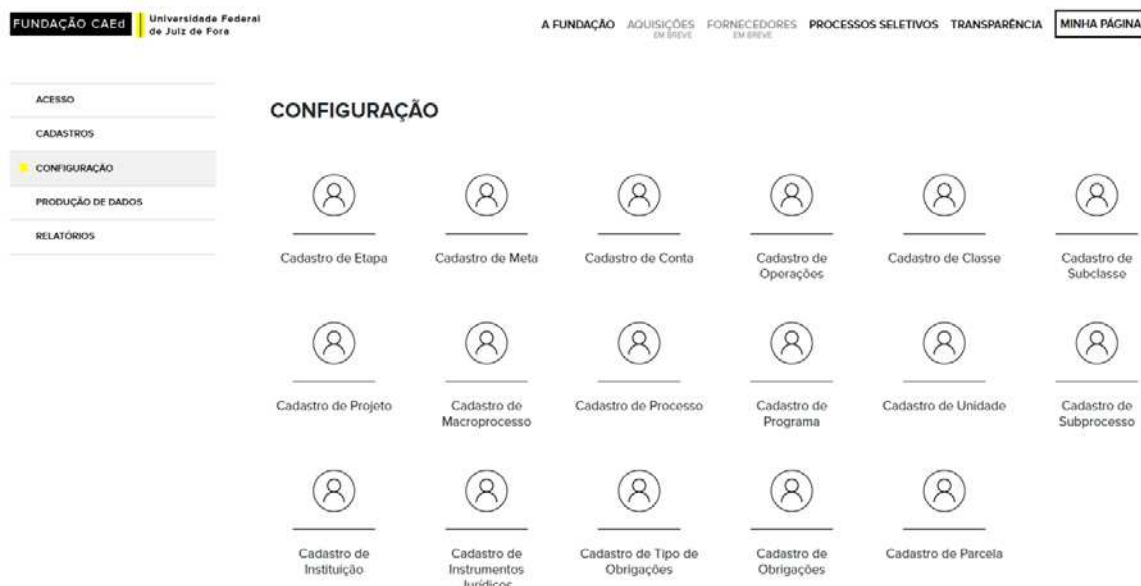 FUNDAÇÃO CAEd
Universidade Federal
de Juiz de Fora
A FUNDAÇÃO
AQUISIÇÕES
EM BREVE
FORNECEDORES
EM BREVE
PROCESSOS SELETIVOS
TRANSPARÊNCIA
MINHA PÁGINA
ACESSO
CADASTROS
CONFIGURAÇÃO
PRODUÇÃO DE DADOS
RELATÓRIOS
CONFIGURAÇÃO
Cadastro de Etapa
Cadastro de Meta
Cadastro de Conta
Cadastro de
Operações
Cadastro de Classe
Cadastro de
Subclasse
Cadastro de Projeto
Cadastro de
Macroprocesso
Cadastro de Processo
Cadastro de
Programa
Cadastro de Unidade
Cadastro de
Subprocesso
Cadastro de
Instituição
Cadastro de
Instrumentos
Jurídicos
Cadastro de Tipo de
Obrigações
Cadastro de
Obrigações
Cadastro de Parcela